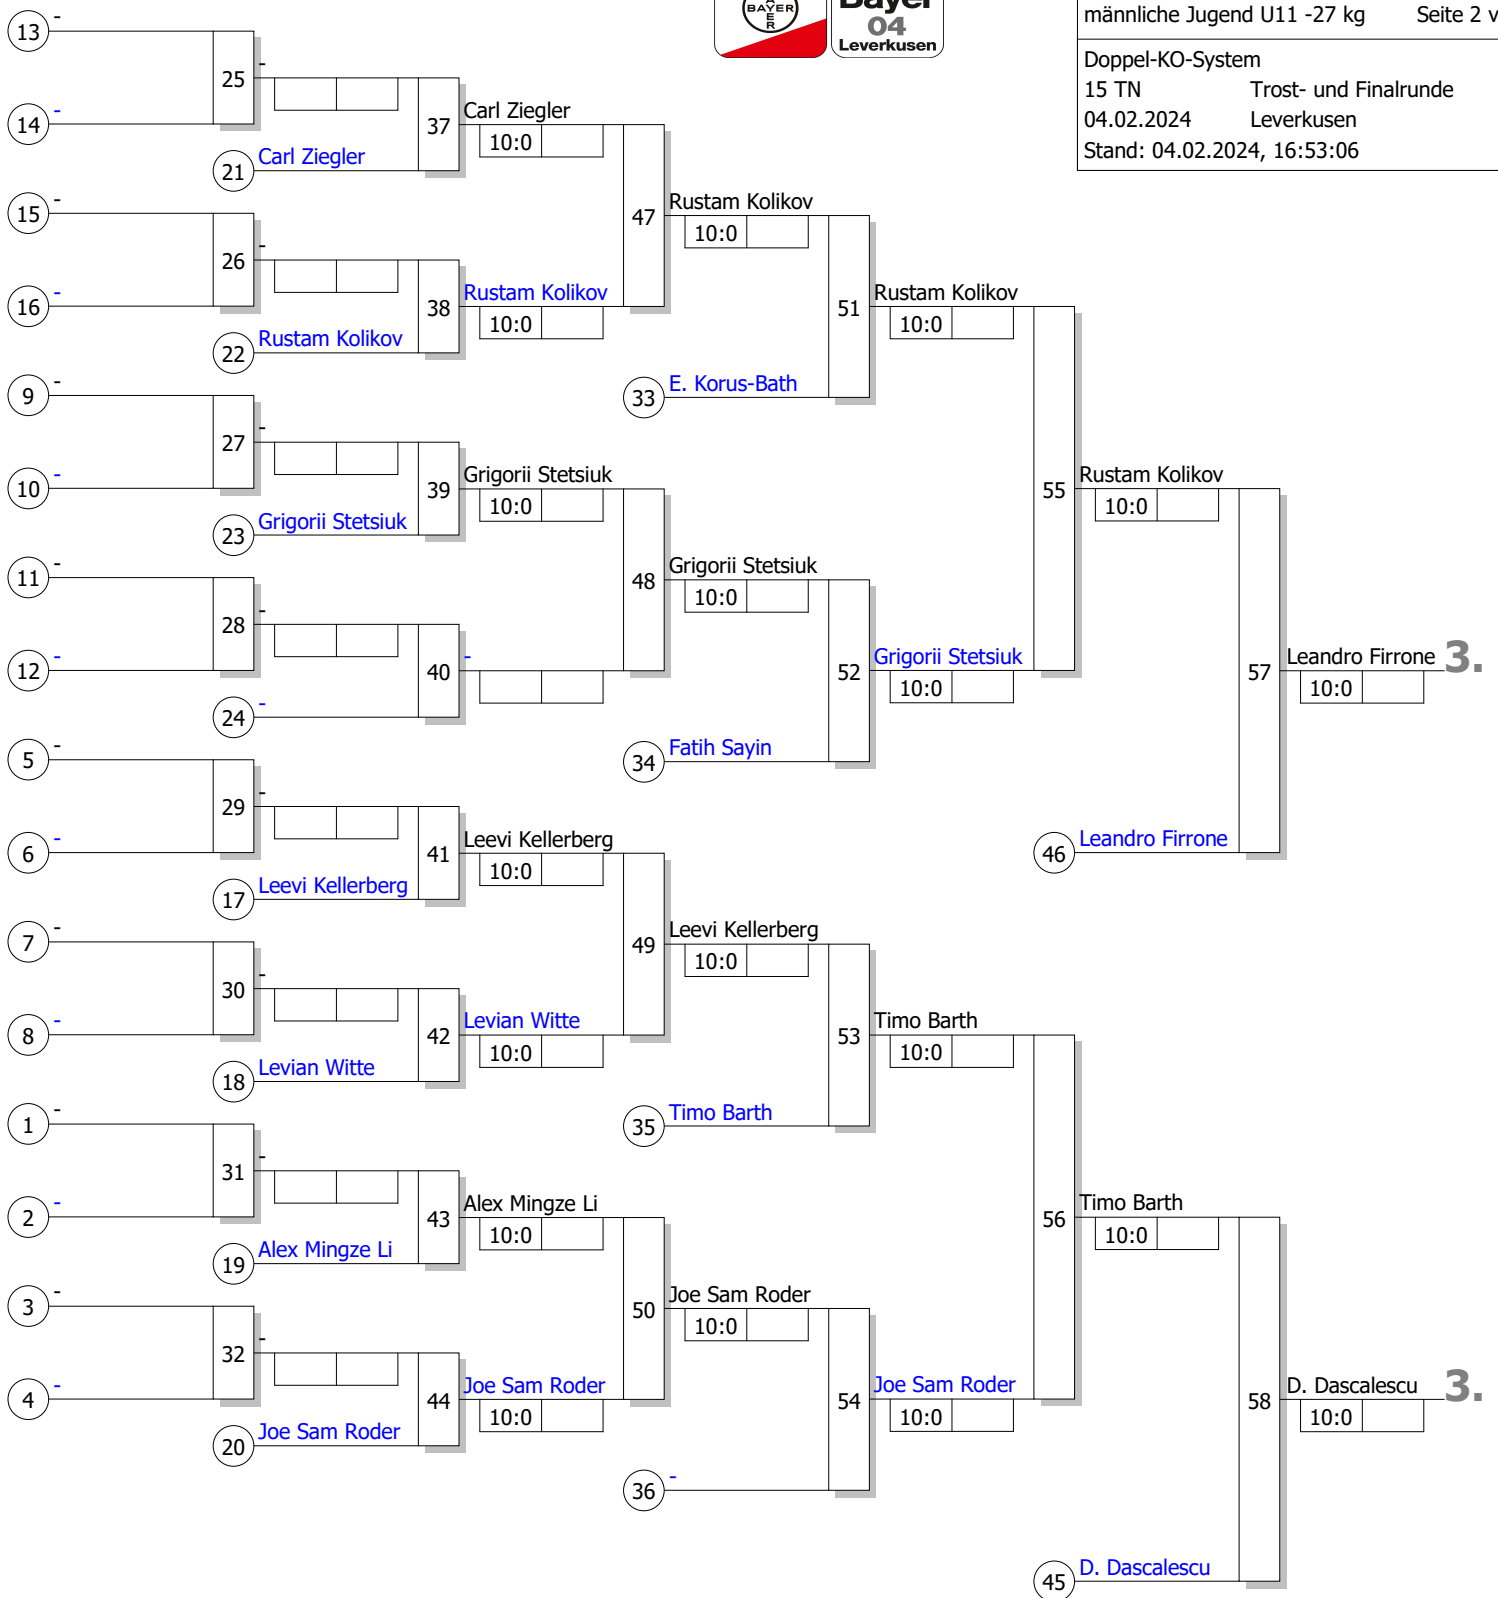 BAYER
BAYER
Bayer
04
Leverkusen
männliche Jugend U11 -27 kg Seite 2 v
Doppel-KO-System
15 TN Trost- und Finalrunde
04.02.2024 Leverkusen
Stand: 04.02.2024, 16:53:06
13 -
25 -
14 -
37 Carl Ziegler
10:0
21 Carl Ziegler
15 -
47 Rustam Kolikov
10:0
26 -
16 -
38 Rustam Kolikov
10:0
51 Rustam Kolikov
10:0
22 Rustam Kolikov
9 -
33 E. Korus-Bath
27 -
10 -
39 Grigorii Stetsiuk
10:0
55 Rustam Kolikov
10:0
23 Grigorii Stetsiuk
11 -
48 Grigorii Stetsiuk
10:0
28 -
12 -
40 -
52 Grigorii Stetsiuk
10:0
57 Leandro Firrone 3.
10:0
24 -
5 -
34 Fatih Sayin
29 -
6 -
41 Leevi Kellerberg
10:0
46 Leandro Firrone
17 Leevi Kellerberg
7 -
49 Leevi Kellerberg
10:0
30 -
8 -
42 Levian Witte
10:0
53 Timo Barth
10:0
18 Levian Witte
1 -
35 Timo Barth
31 -
2 -
43 Alex Mingze Li
10:0
56 Timo Barth
10:0
19 Alex Mingze Li
3 -
50 Joe Sam Roder
10:0
32 -
4 -
44 Joe Sam Roder
10:0
54 Joe Sam Roder
10:0
58 D. Dascalescu 3.
10:0
20 Joe Sam Roder
36 -
45 D. Dascalescu